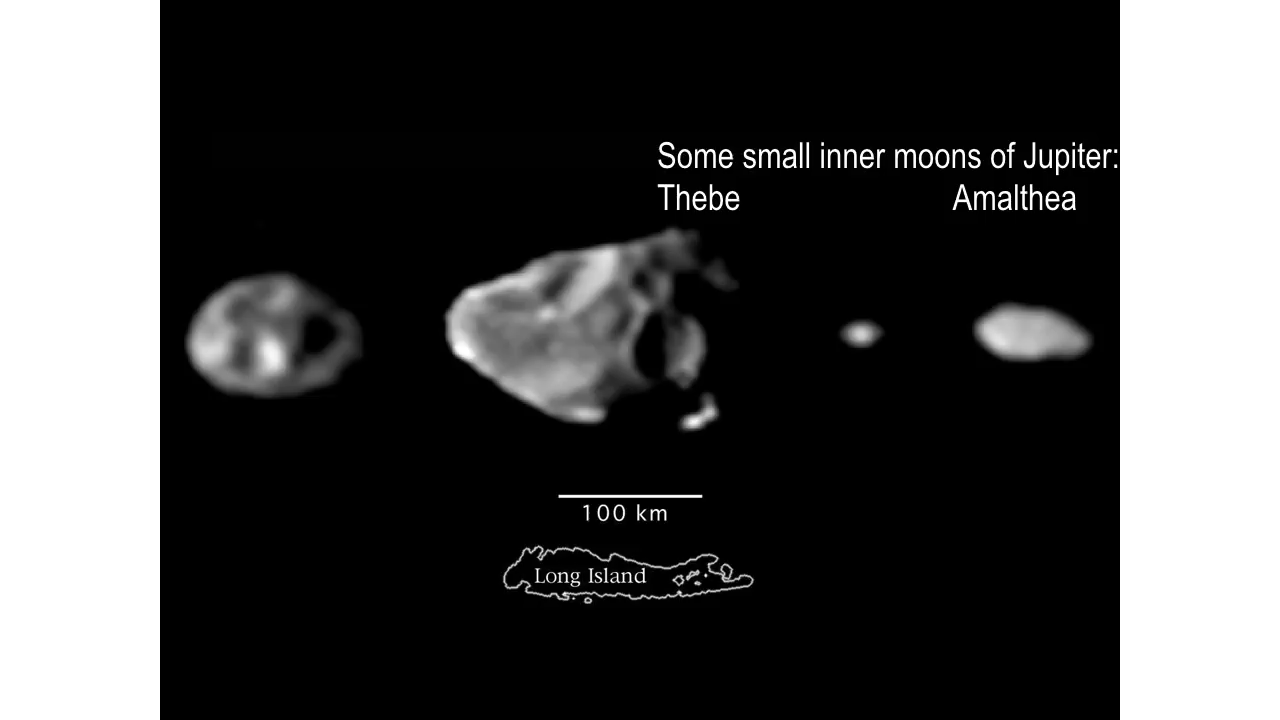 Some small inner moons of Jupiter:
Thebe Amalthea
100 km
Long Island